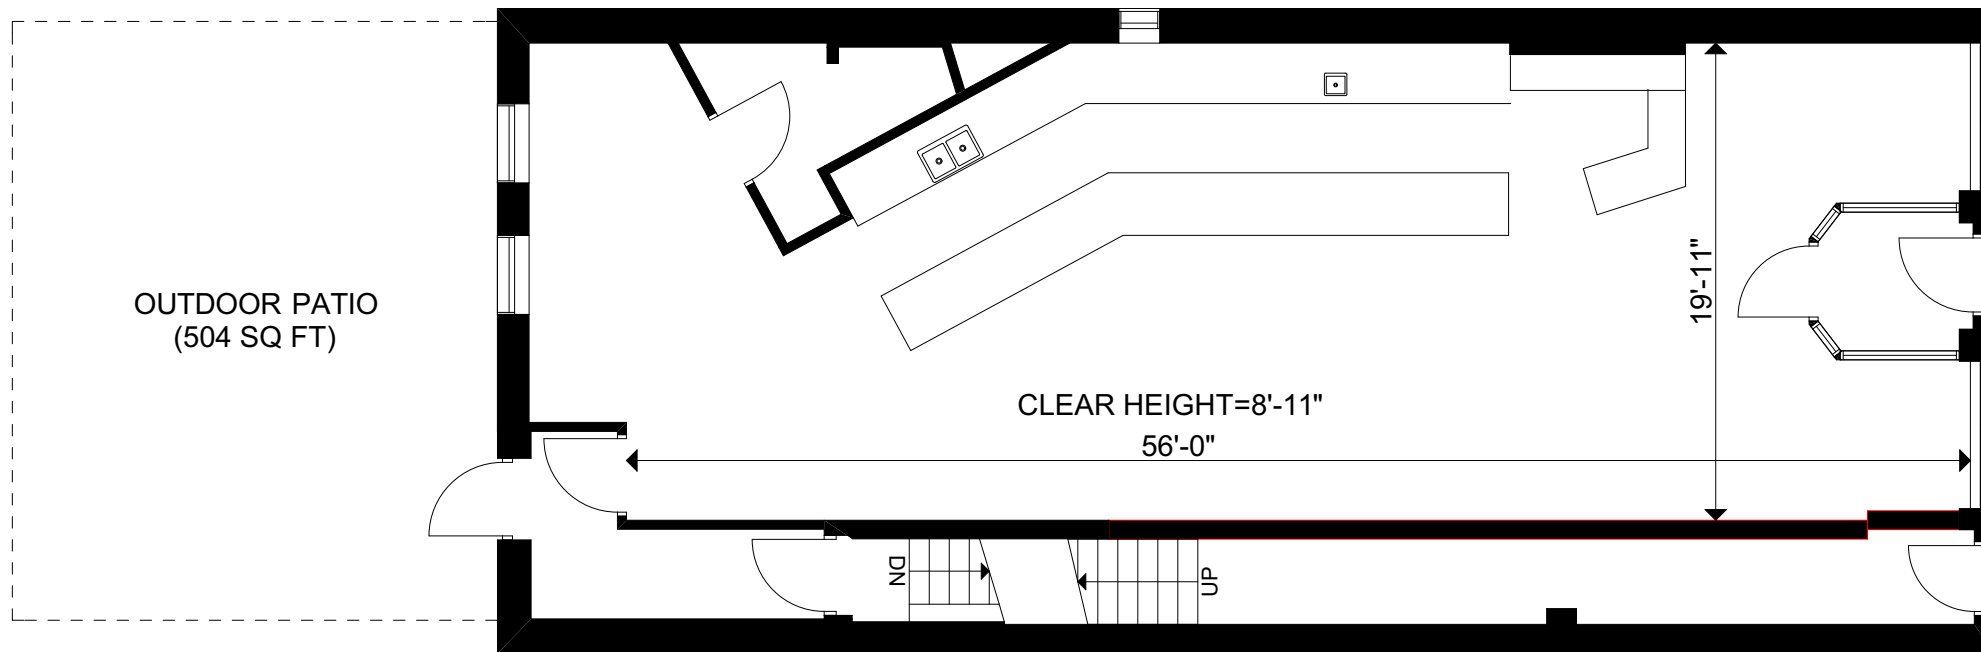 OUTDOOR PATIO
(504 SQ FT)
CLEAR HEIGHT=8'-11"
56'-0"
19'-11"
DN
UP